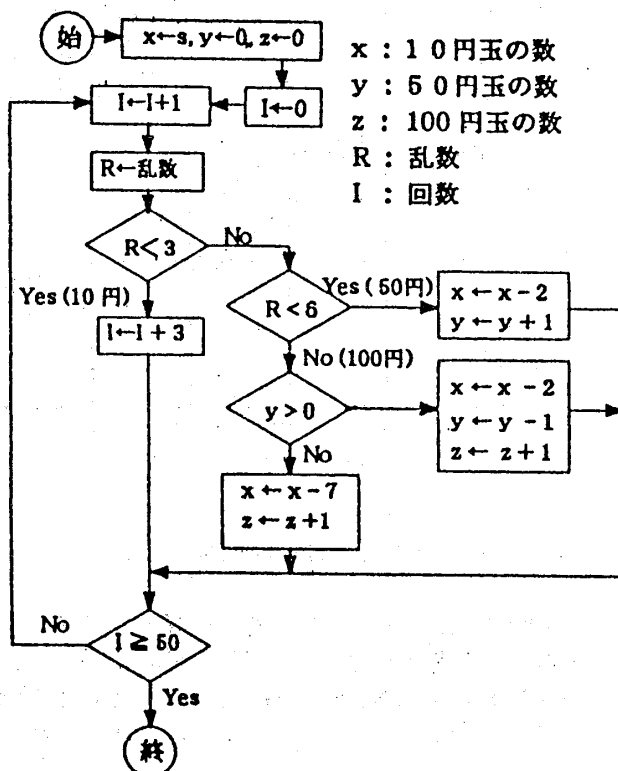 始
x←s, y←0, z←0
x : 10円玉の数
y : 50円玉の数
z : 100円玉の数
R : 乱数
I : 回数
I←I+1
I←0
R←乱数
R<3
No
Yes (10円)
I←I+3
R<6
Yes (50円)
x←x-2
y←y+1
No (100円)
y>0
x←x-2
y←y-1
z←z+1
No
x←x-7
z←z+1
No
I≧50
Yes
終